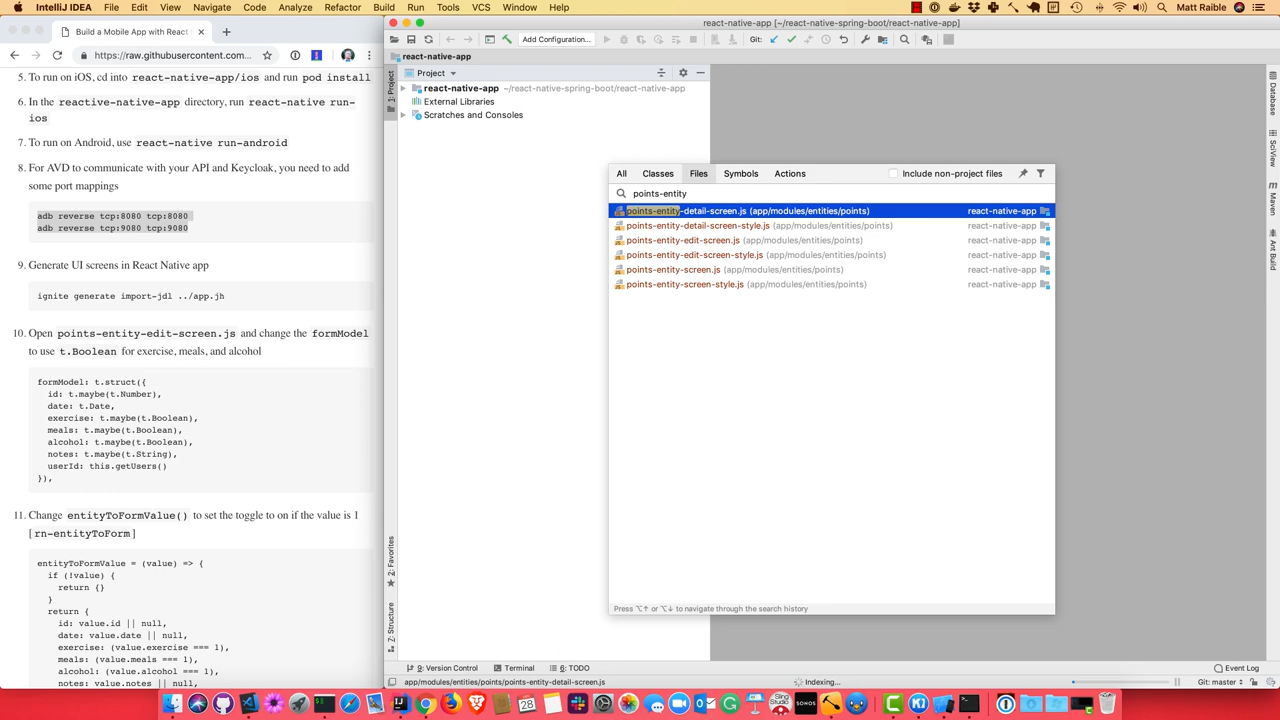 IntelliJ IDEA File Edit View Navigate Code Analyze Refactor Build Run Tools VCS Window Help
Matt Raible
Build a Mobile App with React
https://raw.githubusercontent.com...
5. To run on iOS, cd into react-native-app/ios and run pod install
6. In the reactive-native-app directory, run react-native run-
ios
7. To run on Android, use react-native run-android
8. For AVD to communicate with your API and Keycloak, you need to add
some port mappings
adb reverse tcp:8080 tcp:8080
adb reverse tcp:9080 tcp:9080
9. Generate UI screens in React Native app
ignite generate import-jdl ../app.jh
10. Open points-entity-edit-screen.js and change the formModel
to use t.Boolean for exercise, meals, and alcohol
formModel: t.struct({
id: t.maybe(t.Number),
date: t.Date,
exercise: t.maybe(t.Boolean),
meals: t.maybe(t.Boolean),
alcohol: t.maybe(t.Boolean),
notes: t.maybe(t.String),
userId: this.getUsers()
}),
11. Change entityToFormValue() to set the toggle to on if the value is 1
[rn-entityToForm]
entityToFormValue = (value) => {
if (!value) {
return {}
}
return {
id: value.id || null,
date: value.date || null,
exercise: (value.exercise === 1),
meals: (value.meals === 1),
alcohol: (value.alcohol === 1),
notes: value.notes || null,
react-native-app [~/react-native-spring-boot/react-native-app]
Add Configuration...
Git:
react-native-app
1: Project
Project
react-native-app ~/react-native-spring-boot/react-native-app
External Libraries
Scratches and Consoles
All Classes Files Symbols Actions Include non-project files
points-entity
points-entity-detail-screen.js (app/modules/entities/points) react-native-app
points-entity-detail-screen-style.js (app/modules/entities/points) react-native-app
points-entity-edit-screen.js (app/modules/entities/points) react-native-app
points-entity-edit-screen-style.js (app/modules/entities/points) react-native-app
points-entity-screen.js (app/modules/entities/points) react-native-app
points-entity-screen-style.js (app/modules/entities/points) react-native-app
Press ⌥↑ or ⌥↓ to navigate through the search history
Database
SciView
Maven
Ant Build
2: Favorites
7: Structure
9: Version Control Terminal 6: TODO Event Log
app/modules/entities/points/points-entity-detail-screen.js Indexing... Git: master